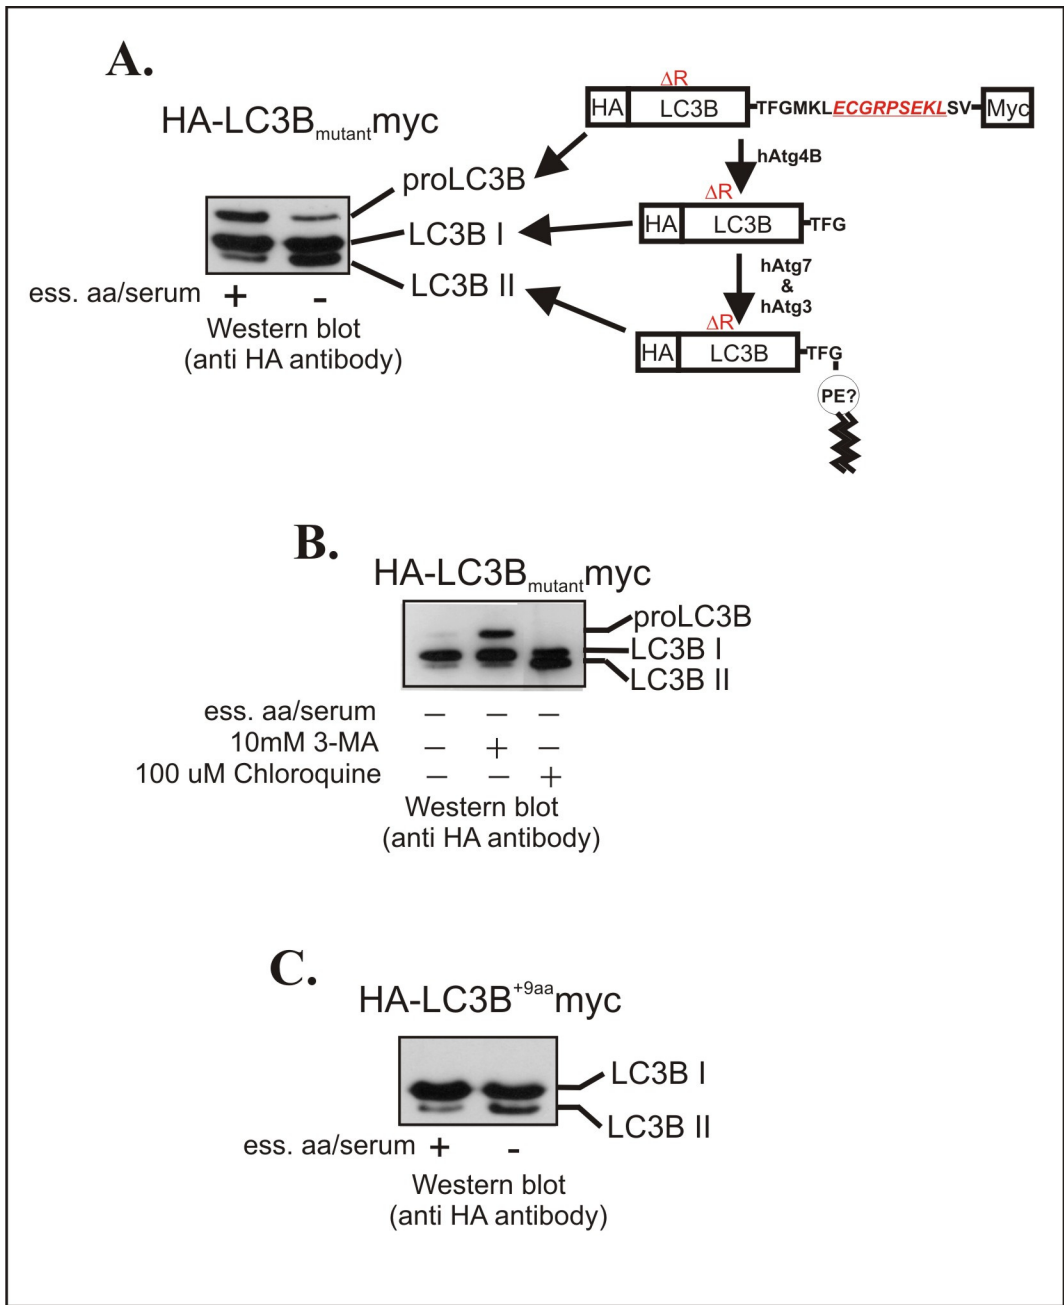 A.
HA-LC3Bmutantmyc
ΔR
HA LC3B TFGMKLECGRPSEKLSV Myc
hAtg4B
proLC3B
ΔR
HA LC3B TFG
LC3B I
hAtg7
&
hAtg3
LC3B II
ΔR
HA LC3B TFG
PE?
ess. aa/serum + -
Western blot
(anti HA antibody)
B.
HA-LC3Bmutantmyc
proLC3B
LC3B I
LC3B II
ess. aa/serum − − −
10mM 3-MA − + −
100 uM Chloroquine − − +
Western blot
(anti HA antibody)
C.
HA-LC3B+9aamyc
LC3B I
LC3B II
ess. aa/serum + -
Western blot
(anti HA antibody)